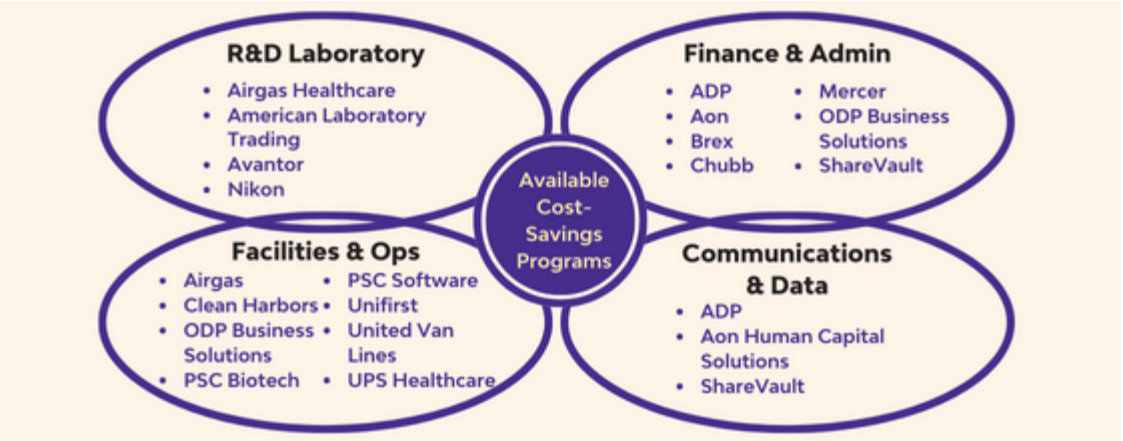 R&D Laboratory
• Airgas Healthcare
• American Laboratory
Trading
• Avantor
• Nikon
Finance & Admin
• ADP
• Aon
• Brex
• Chubb
• Mercer
• ODP Business
Solutions
• ShareVault
Available
Cost-
Savings
Programs
Facilities & Ops
• Airgas
• Clean Harbors
• ODP Business
Solutions
• PSC Biotech
• PSC Software
• Unifirst
• United Van
Lines
• UPS Healthcare
Communications
& Data
• ADP
• Aon Human Capital
Solutions
• ShareVault